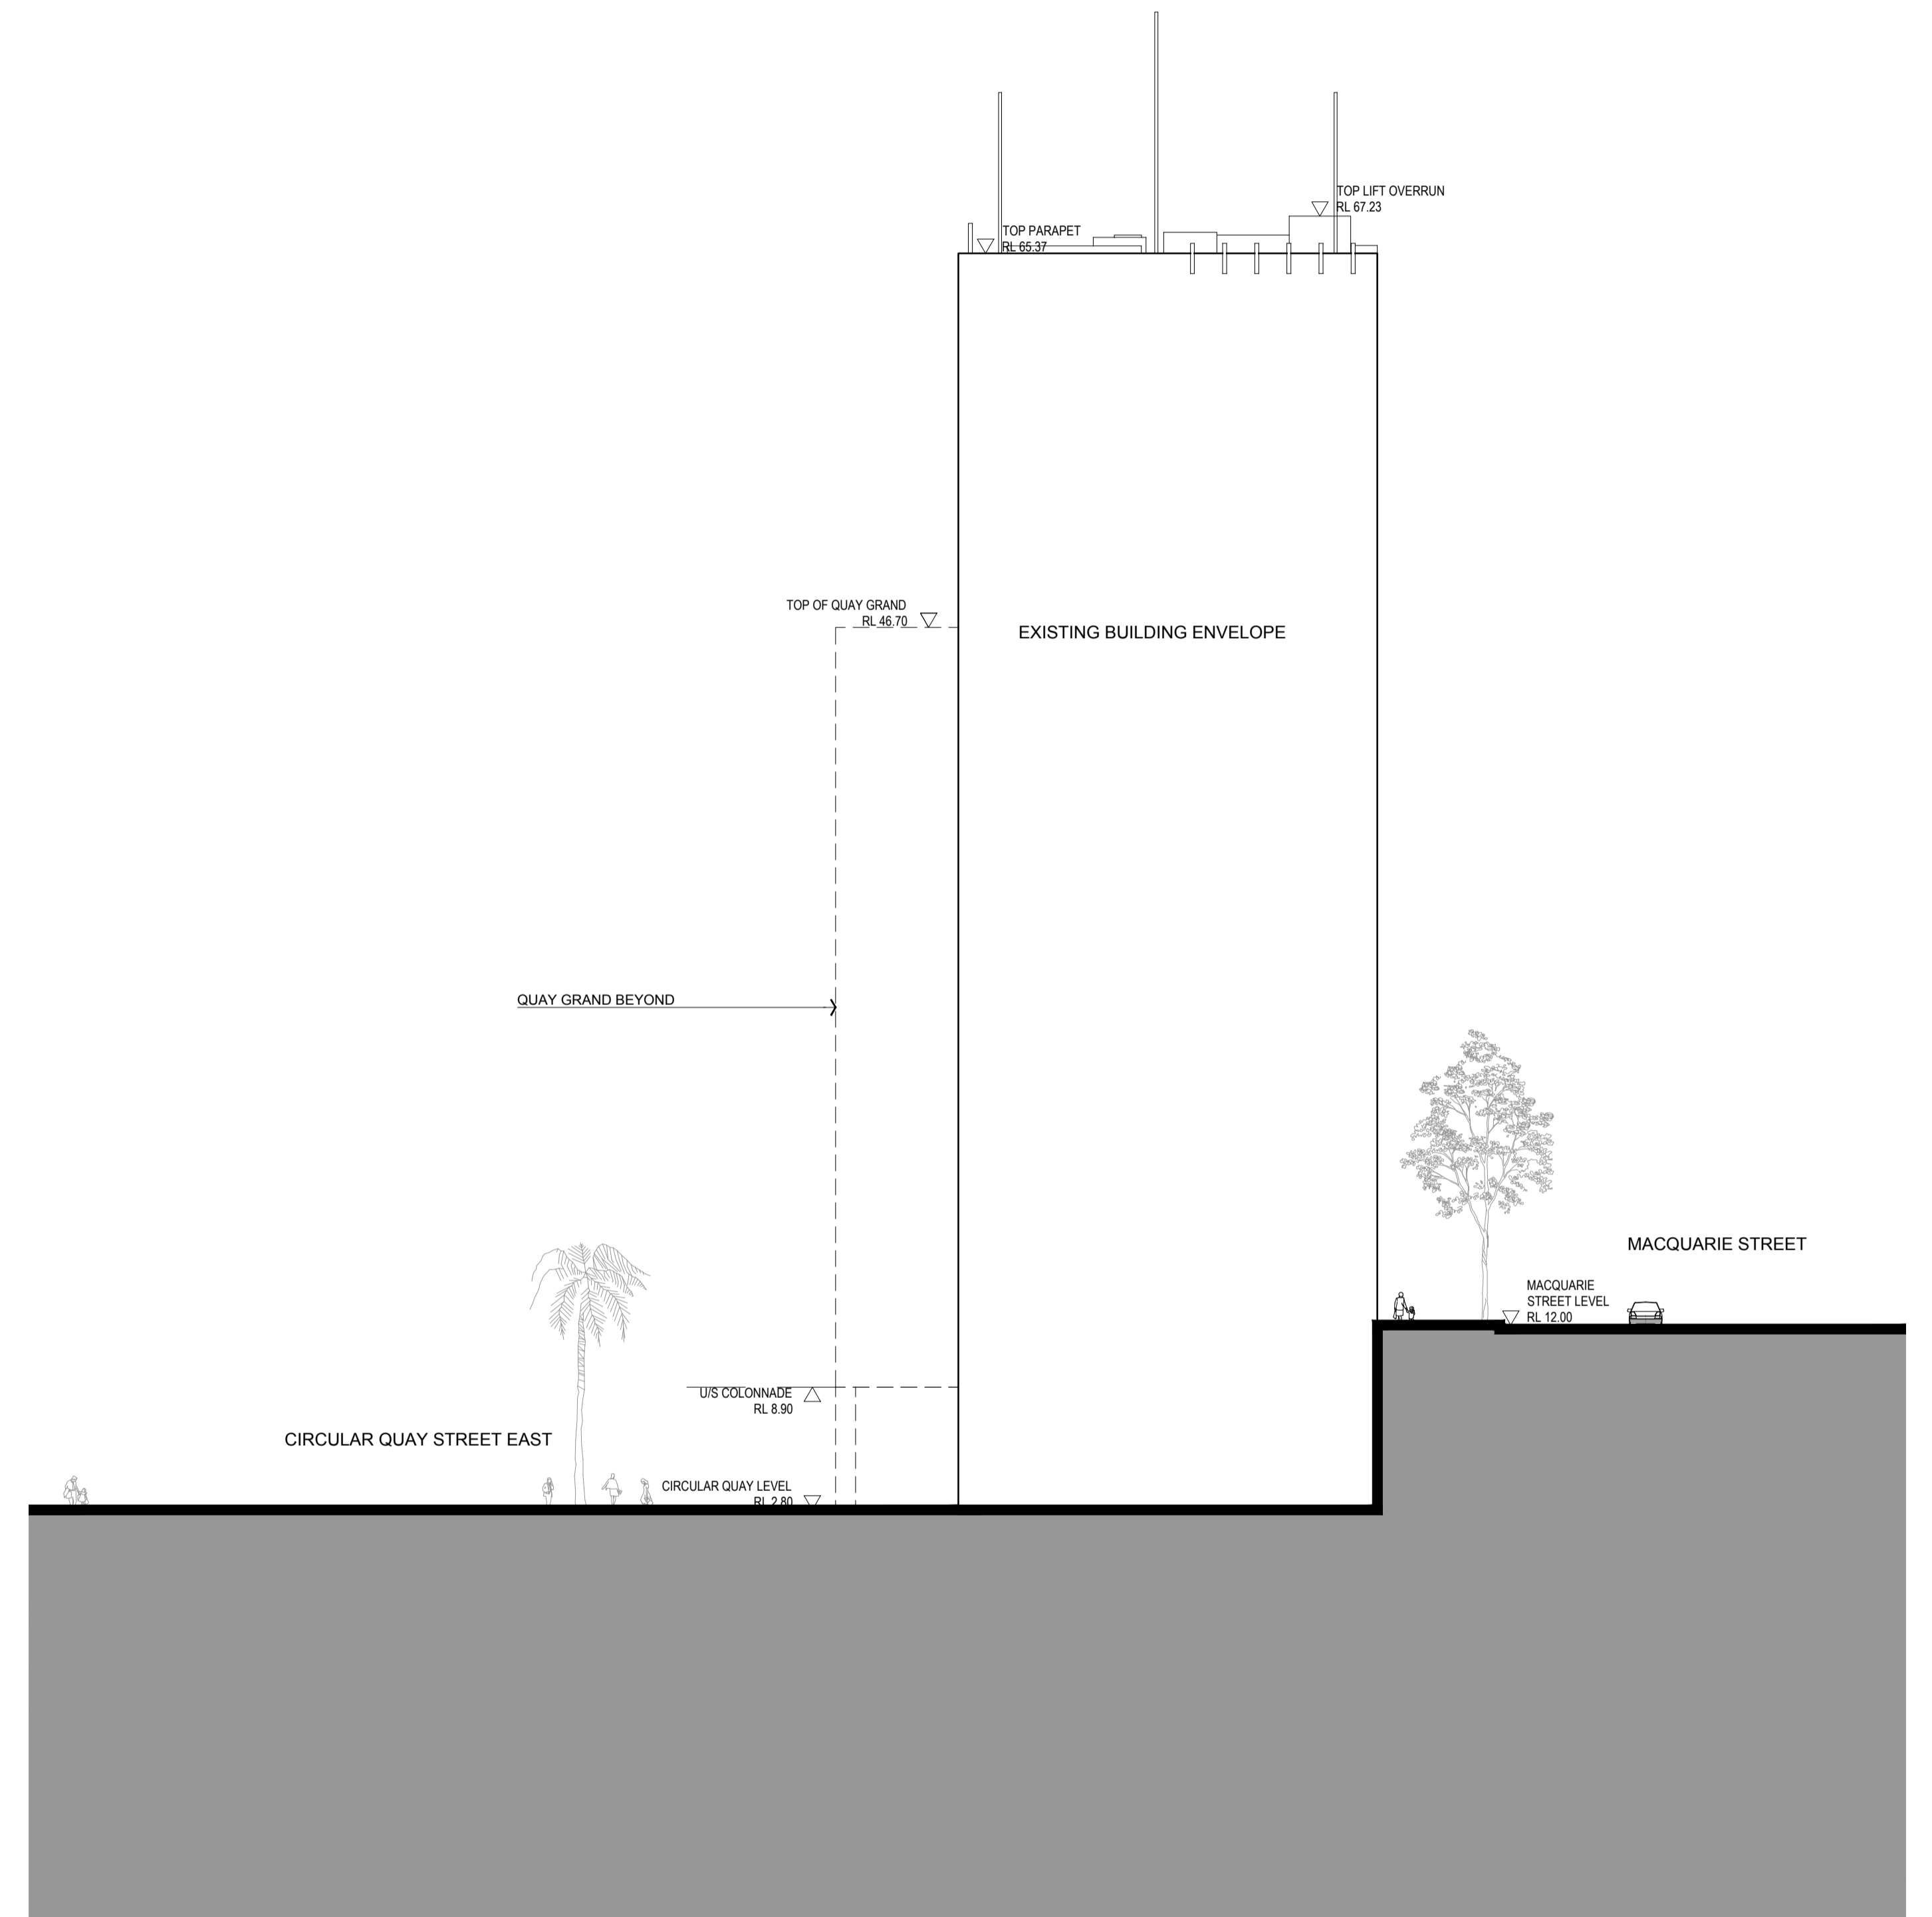 TOP LIFT OVERRUN
RL 67.23
TOP PARAPET
RL 65.37
TOP OF QUAY GRAND
RL 46.70
EXISTING BUILDING ENVELOPE
QUAY GRAND BEYOND
MACQUARIE STREET
MACQUARIE
STREET LEVEL
RL 12.00
U/S COLONNADE
RL 8.90
CIRCULAR QUAY STREET EAST
CIRCULAR QUAY LEVEL
RL 2.80